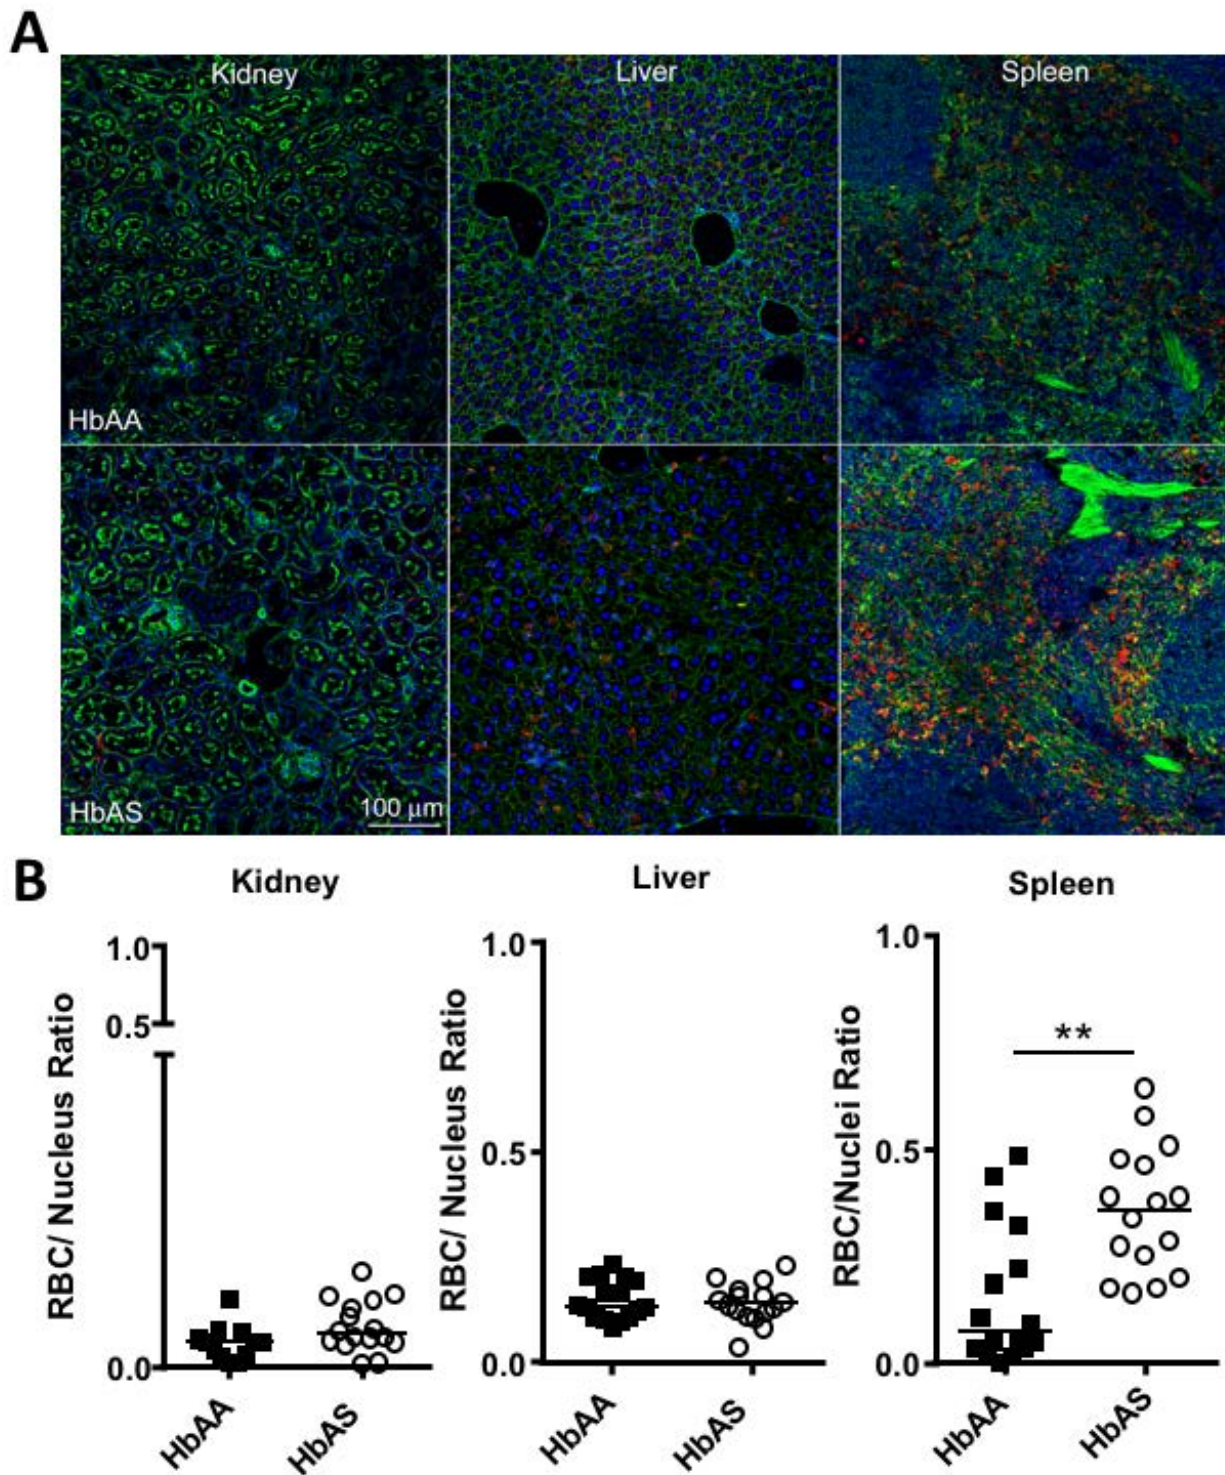 A
Kidney
Liver
Spleen
HbAA
HbAS
100 μm
B
Kidney
Liver
Spleen
RBC/ Nucleus Ratio
1.0
0.5
0.0
HbAA
HbAS
RBC/ Nucleus Ratio
1.0
0.5
0.0
HbAA
HbAS
RBC/Nuclei Ratio
1.0
0.5
0.0
**
HbAA
HbAS